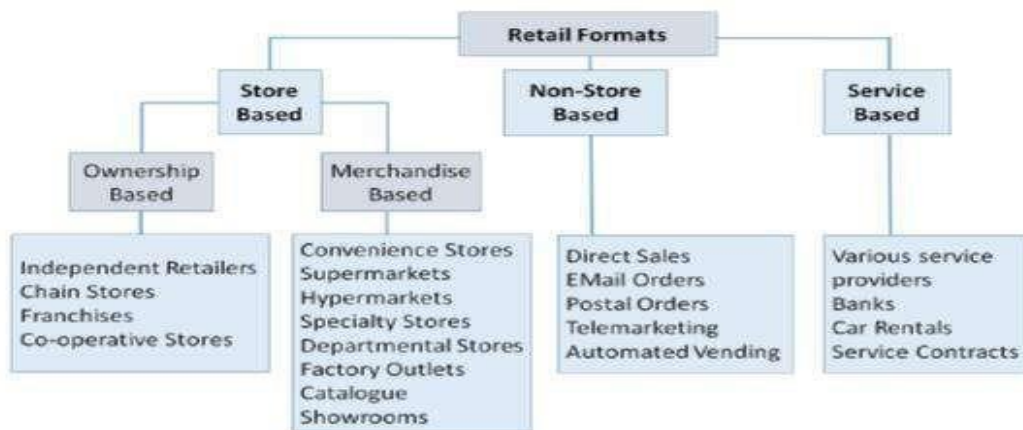 Retail Formats
Store
Based
Non-Store
Based
Service
Based
Ownership
Based
Merchandise
Based
Independent Retailers
Chain Stores
Franchises
Co-operative Stores
Convenience Stores
Supermarkets
Hypermarkets
Specialty Stores
Departmental Stores
Factory Outlets
Catalogue
Showrooms
Direct Sales
EMail Orders
Postal Orders
Telemarketing
Automated Vending
Various service
providers
Banks
Car Rentals
Service Contracts